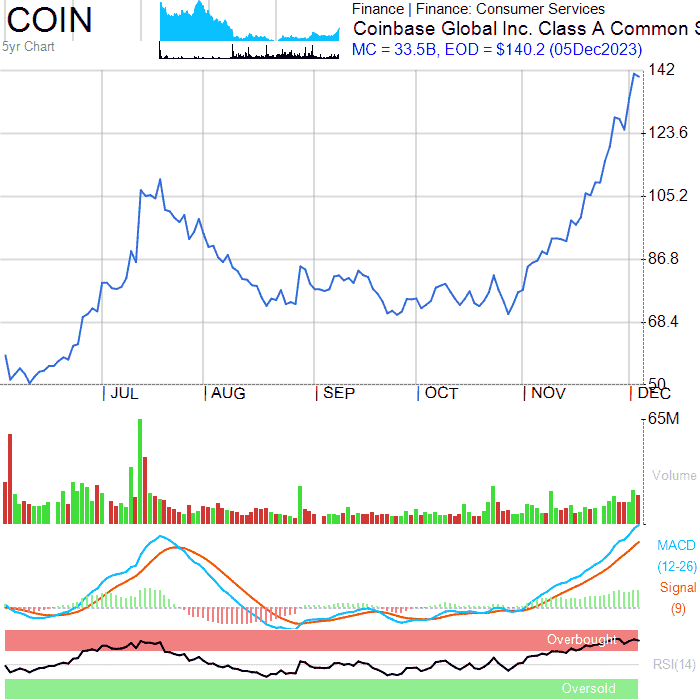 COIN
5yr Chart
Finance | Finance: Consumer Services
Coinbase Global Inc. Class A Common S
MC = 33.5B, EOD = $140.2 (05Dec2023)
142
123.6
105.2
86.8
68.4
50
| JUL | AUG | SEP | OCT | NOV | DEC
65M
Volume
MACD
(12-26)
Signal
(9)
Overbought
RSI(14)
Oversold